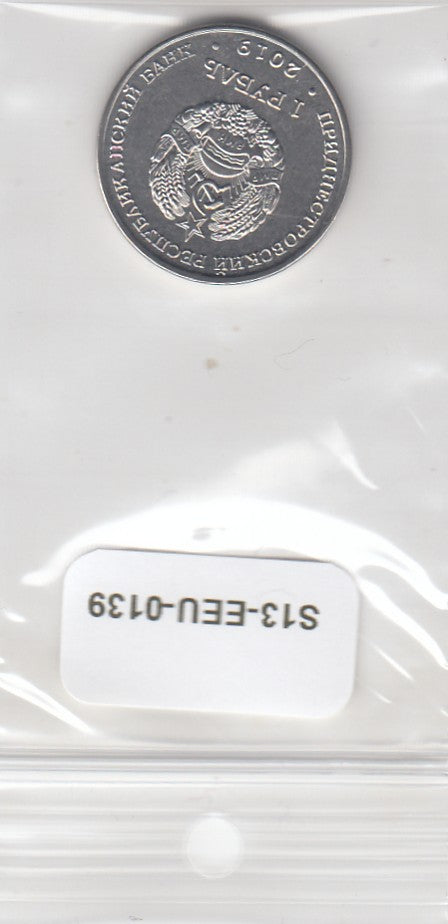 ПРИДНЕСТРОВСКИЙ РЕСПУБЛИКАНСКИЙ БАНК
1 РУБЛЬ
• 2019 •
S13-EEU-0139